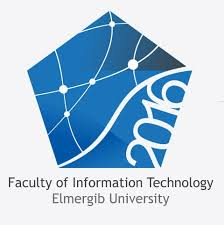 2016
Faculty of Information Technology
Elmergib University